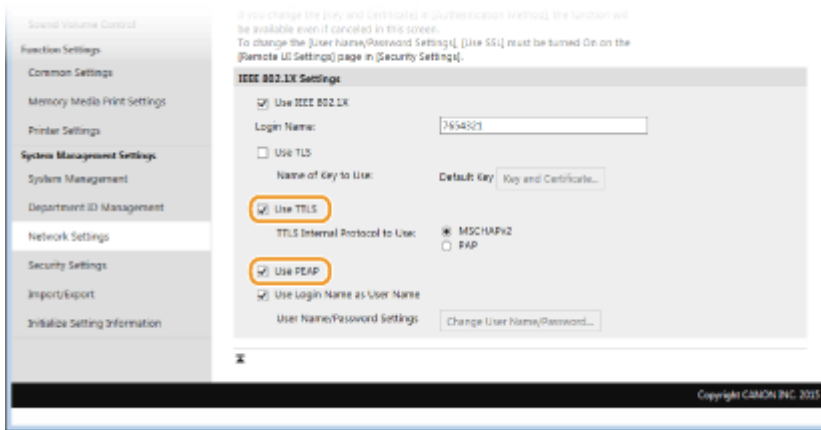 Sound Volume Control
Function Settings
Common Settings
Memory Media Print Settings
Printer Settings
System Management Settings
System Management
Department ID Management
Network Settings
Security Settings
Import/Export
Initialize Setting Information
If you change the [Key and Certificate] in [Authentication Method], the function will
be available even if canceled in this screen.
To change the [User Name/Password Settings], [Use SSL] must be turned On on the
[Remote UI Settings] page in [Security Settings].
IEEE 802.1X Settings
Use IEEE 802.1X
Login Name: 7654321
Use TLS
Name of Key to Use: Default Key Key and Certificate...
Use TTLS
TTLS Internal Protocol to Use: MSCHAPv2
PAP
Use PEAP
Use Login Name as User Name
User Name/Password Settings Change User Name/Password...
Copyright CANON INC. 2015